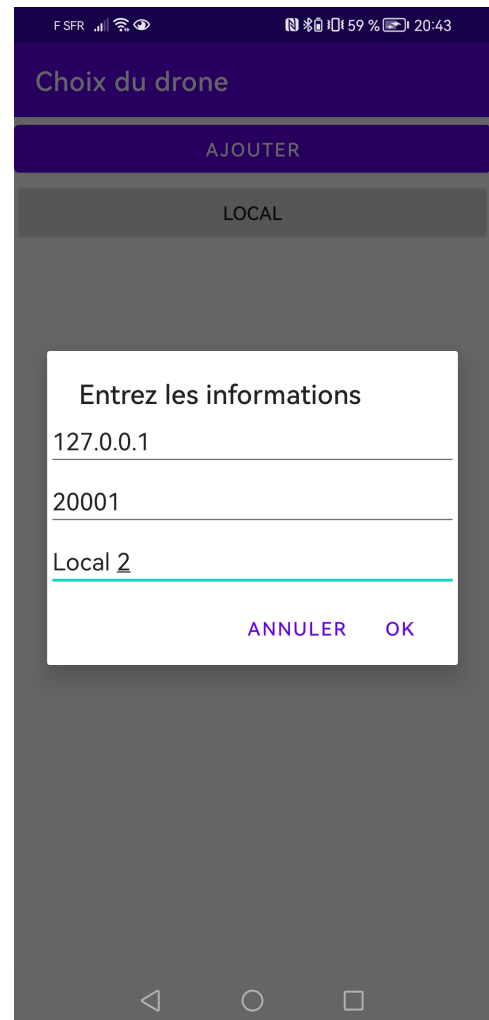 F SFR 59 % 20:43
Choix du drone
AJOUTER
LOCAL
Entrez les informations
127.0.0.1
20001
Local 2
ANNULER OK